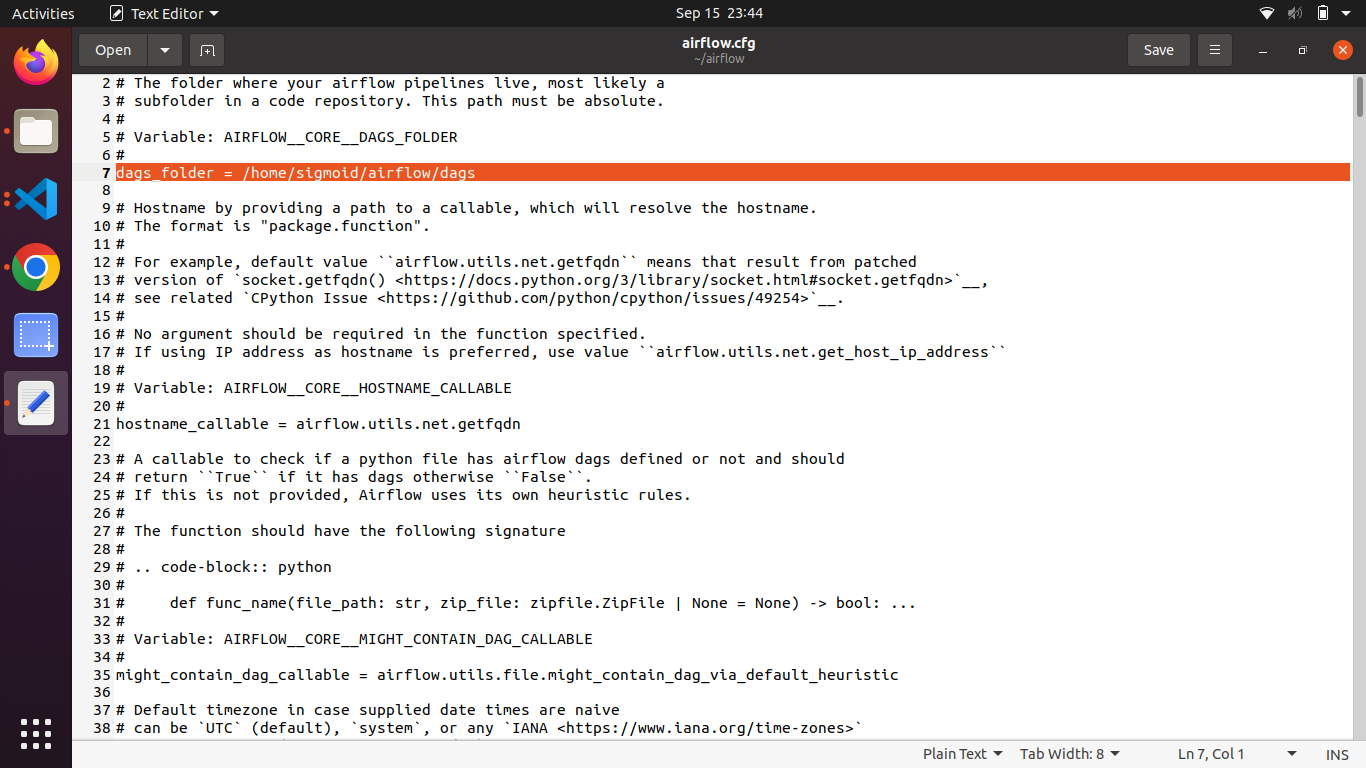 Activities
Text Editor
Sep 15 23:44
Open
airflow.cfg
~/airflow
Save
2 # The folder where your airflow pipelines live, most likely a
3 # subfolder in a code repository. This path must be absolute.
4 #
5 # Variable: AIRFLOW__CORE__DAGS_FOLDER
6 #
7 dags_folder = /home/sigmoid/airflow/dags
8
9 # Hostname by providing a path to a callable, which will resolve the hostname.
10 # The format is "package.function".
11 #
12 # For example, default value ``airflow.utils.net.getfqdn`` means that result from patched
13 # version of `socket.getfqdn() <https://docs.python.org/3/library/socket.html#socket.getfqdn>`__,
14 # see related `CPython Issue <https://github.com/python/cpython/issues/49254>`__.
15 #
16 # No argument should be required in the function specified.
17 # If using IP address as hostname is preferred, use value ``airflow.utils.net.get_host_ip_address``
18 #
19 # Variable: AIRFLOW__CORE__HOSTNAME_CALLABLE
20 #
21 hostname_callable = airflow.utils.net.getfqdn
22
23 # A callable to check if a python file has airflow dags defined or not and should
24 # return ``True`` if it has dags otherwise ``False``.
25 # If this is not provided, Airflow uses its own heuristic rules.
26 #
27 # The function should have the following signature
28 #
29 # .. code-block:: python
30 #
31 #     def func_name(file_path: str, zip_file: zipfile.ZipFile | None = None) -> bool: ...
32 #
33 # Variable: AIRFLOW__CORE__MIGHT_CONTAIN_DAG_CALLABLE
34 #
35 might_contain_dag_callable = airflow.utils.file.might_contain_dag_via_default_heuristic
36
37 # Default timezone in case supplied date times are naive
38 # can be `UTC` (default), `system`, or any `IANA <https://www.iana.org/time-zones>`
Plain Text
Tab Width: 8
Ln 7, Col 1
INS